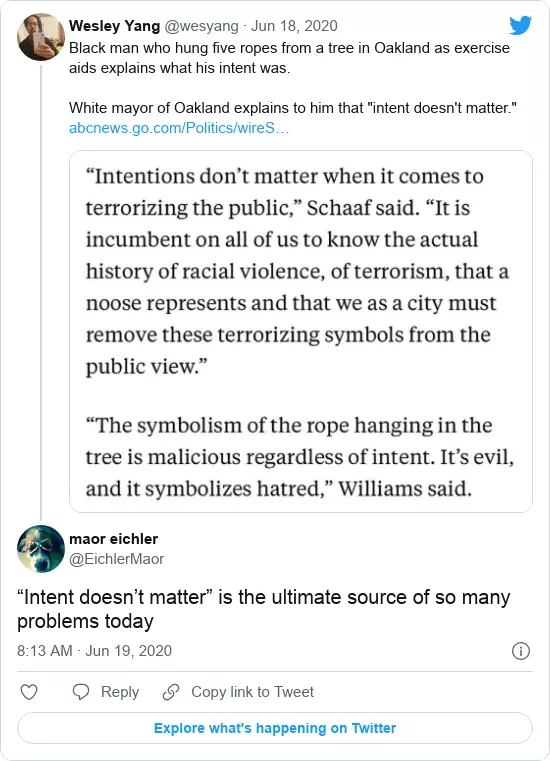 Wesley Yang @wesyang · Jun 18, 2020
Black man who hung five ropes from a tree in Oakland as exercise
aids explains what his intent was.
White mayor of Oakland explains to him that "intent doesn't matter."
abcnews.go.com/Politics/wireS…
“Intentions don’t matter when it comes to
terrorizing the public,” Schaaf said. “It is
incumbent on all of us to know the actual
history of racial violence, of terrorism, that a
noose represents and that we as a city must
remove these terrorizing symbols from the
public view.”
“The symbolism of the rope hanging in the
tree is malicious regardless of intent. It’s evil,
and it symbolizes hatred,” Williams said.
maor eichler
@EichlerMaor
“Intent doesn’t matter” is the ultimate source of so many
problems today
8:13 AM · Jun 19, 2020
Reply Copy link to Tweet
Explore what's happening on Twitter